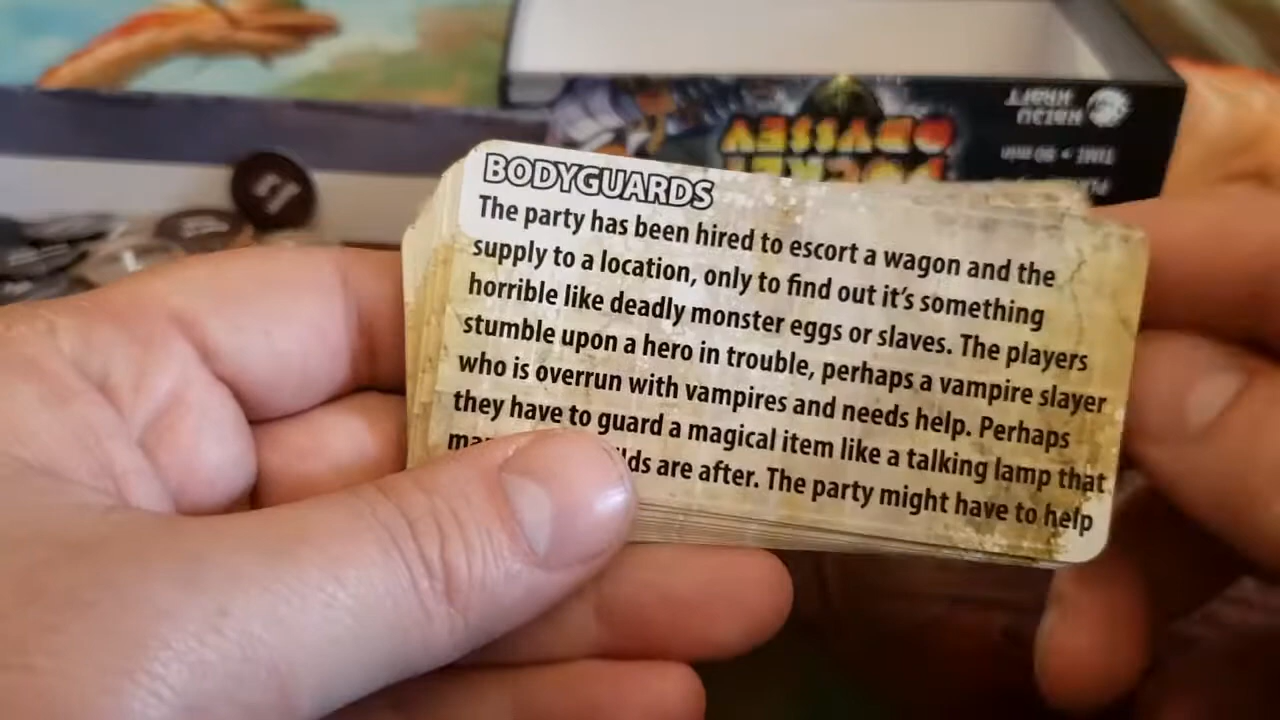 BODYGUARDS
The party has been hired to escort a wagon and the
supply to a location, only to find out it's something
horrible like deadly monster eggs or slaves. The players
stumble upon a hero in trouble, perhaps a vampire slayer
who is overrun with vampires and needs help. Perhaps
they have to guard a magical item like a talking lamp that
are after. The party might have to help
POCKET
ODYSSEY